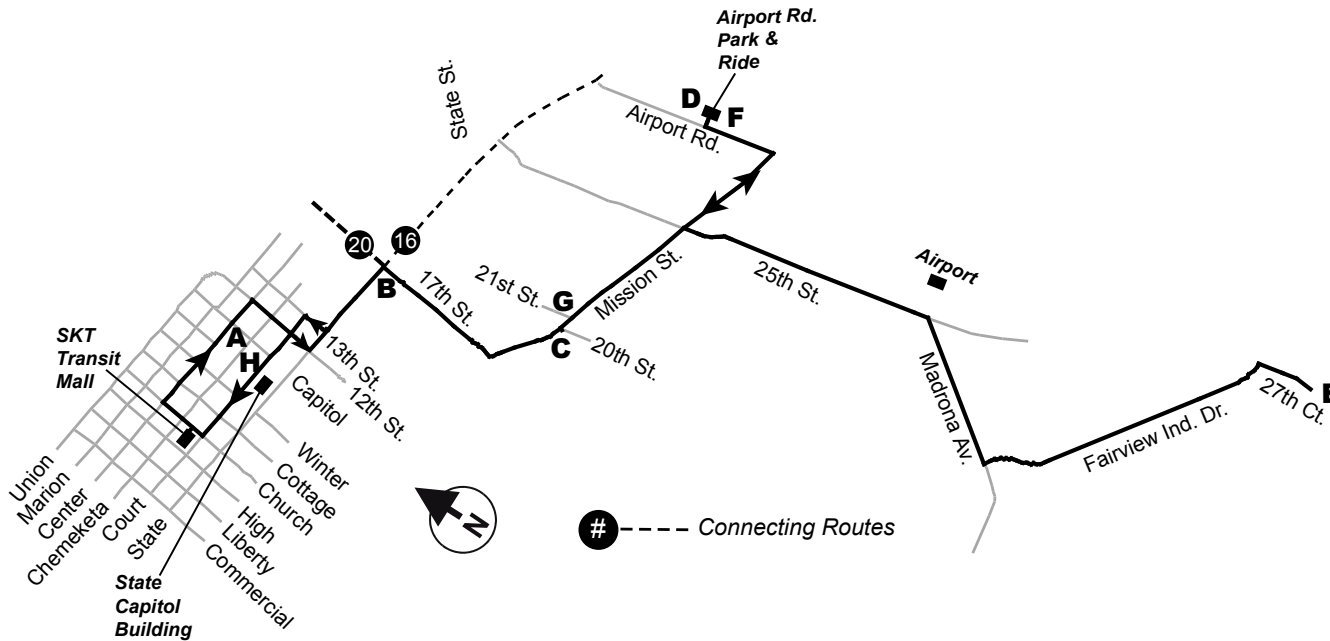 Airport Rd.
Park &
Ride
State St.
D
F
Airport Rd.
20
16
B
17th St.
21st St.
G
Mission St.
C
20th St.
25th St.
Airport
SKT
Transit
Mall
A
H
13th St.
12th St.
Capitol
Madrona Av.
Fairview Ind. Dr.
27th Ct.
E
Union
Marion
Center
Chemeketa
Court
State
Winter
Cottage
Church
High
Liberty
Commercial
N
# Connecting Routes
State
Capitol
Building